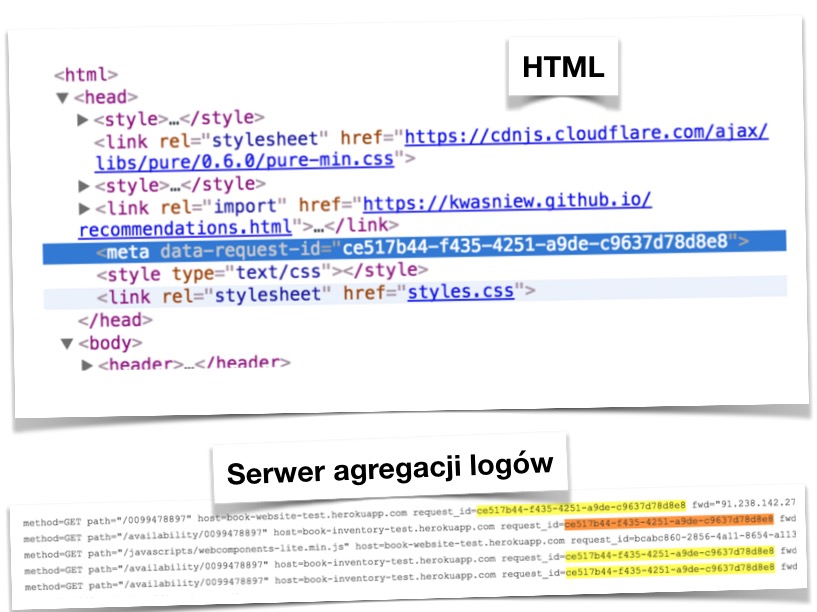 HTML
<html>
▼<head>
▶<style>…</style>
<link rel="stylesheet" href="https://cdnjs.cloudflare.com/ajax/
libs/pure/0.6.0/pure-min.css">
▶<style>…</style>
▶<link rel="import" href="https://kwasniew.github.io/
recommendations.html">…</link>
<meta data-request-id="ce517b44-f435-4251-a9de-c9637d78d8e8">
<style type="text/css"></style>
<link rel="stylesheet" href="styles.css">
</head>
▼<body>
▶<header>…</header>
Serwer agregacji logów
method=GET path="/0099478897" host=book-website-test.herokuapp.com request_id=ce517b44-f435-4251-a9de-c9637d78d8e8 fwd="91.238.142.27
method=GET path="/availability/0099478897" host=book-inventory-test.herokuapp.com request_id=ce517b44-f435-4251-a9de-c9637d78d8e8 fwd
method=GET path="/javascripts/webcomponents-lite.min.js" host=book-website-test.herokuapp.com request_id=bcabc860-2856-4a11-8654-a113
method=GET path="/availability/0099478897" host=book-inventory-test.herokuapp.com request_id=ce517b44-f435-4251-a9de-c9637d78d8e8 fwd
method=GET path="/availability/0099478897" host=book-inventory-test.herokuapp.com request_id=ce517b44-f435-4251-a9de-c9637d78d8e8 fwd